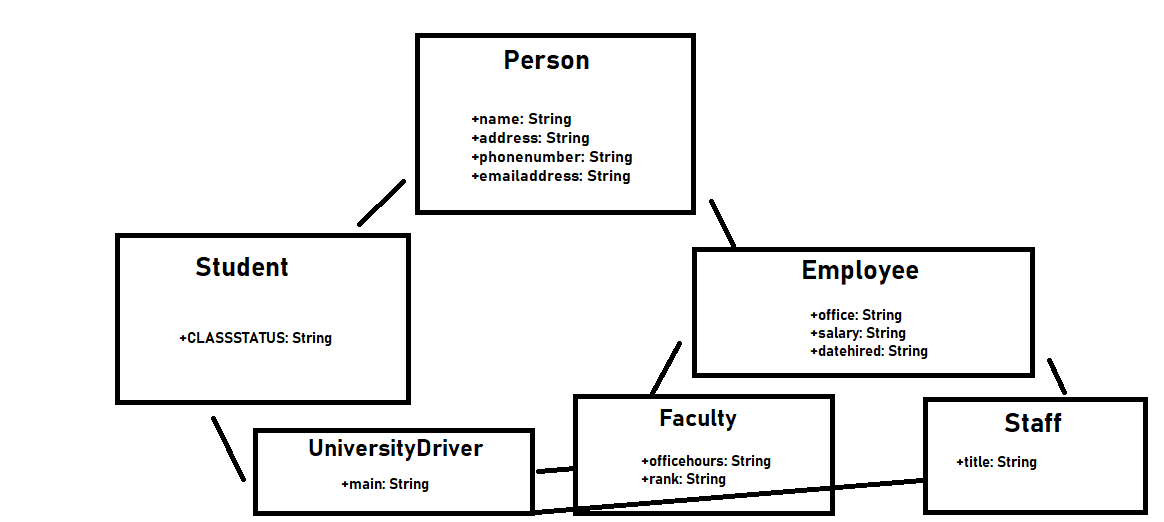 Person
+name: String
+address: String
+phonenumber: String
+emailaddress: String
Student
+CLASSSTATUS: String
Employee
+office: String
+salary: String
+datehired: String
UniversityDriver
+main: String
Faculty
+officehours: String
+rank: String
Staff
+title: String